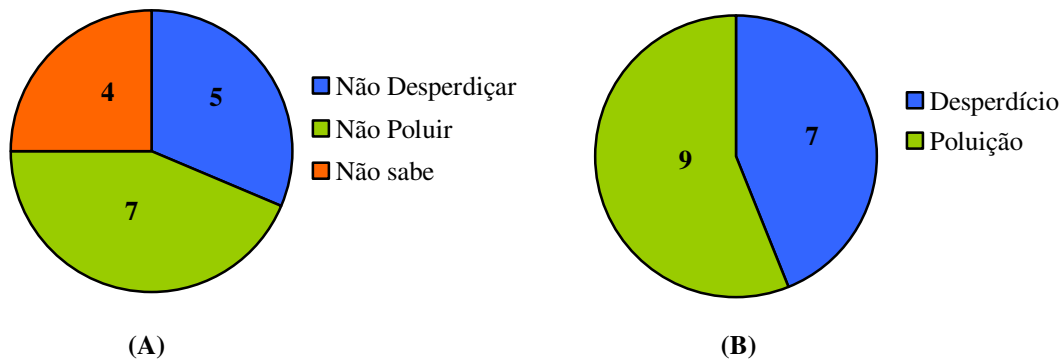 4
5
7
Não Desperdiçar
Não Poluir
Não sabe
(A)
9
7
Desperdício
Poluição
(B)